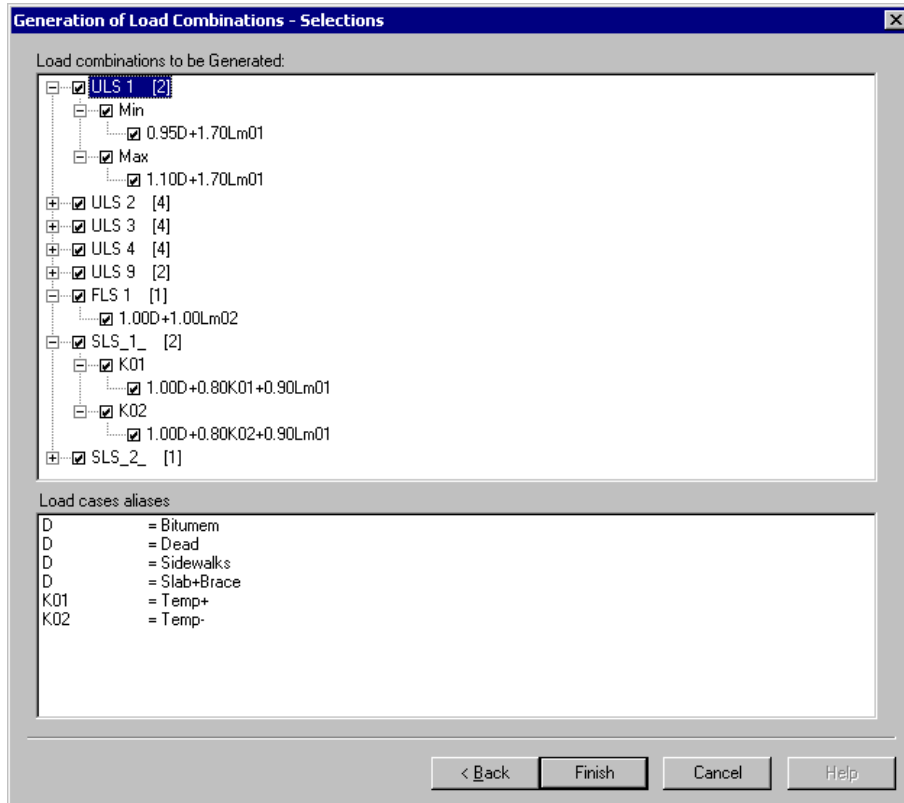 Generation of Load Combinations - Selections
Load combinations to be Generated:
ULS 1 [2]
Min
0.95D+1.70Lm01
Max
1.10D+1.70Lm01
ULS 2 [4]
ULS 3 [4]
ULS 4 [4]
ULS 9 [2]
FLS 1 [1]
1.00D+1.00Lm02
SLS_1_ [2]
K01
1.00D+0.80K01+0.90Lm01
K02
1.00D+0.80K02+0.90Lm01
SLS_2_ [1]
Load cases aliases
D = Bitumem
D = Dead
D = Sidewalks
D = Slab+Brace
K01 = Temp+
K02 = Temp-
< Back Finish Cancel Help